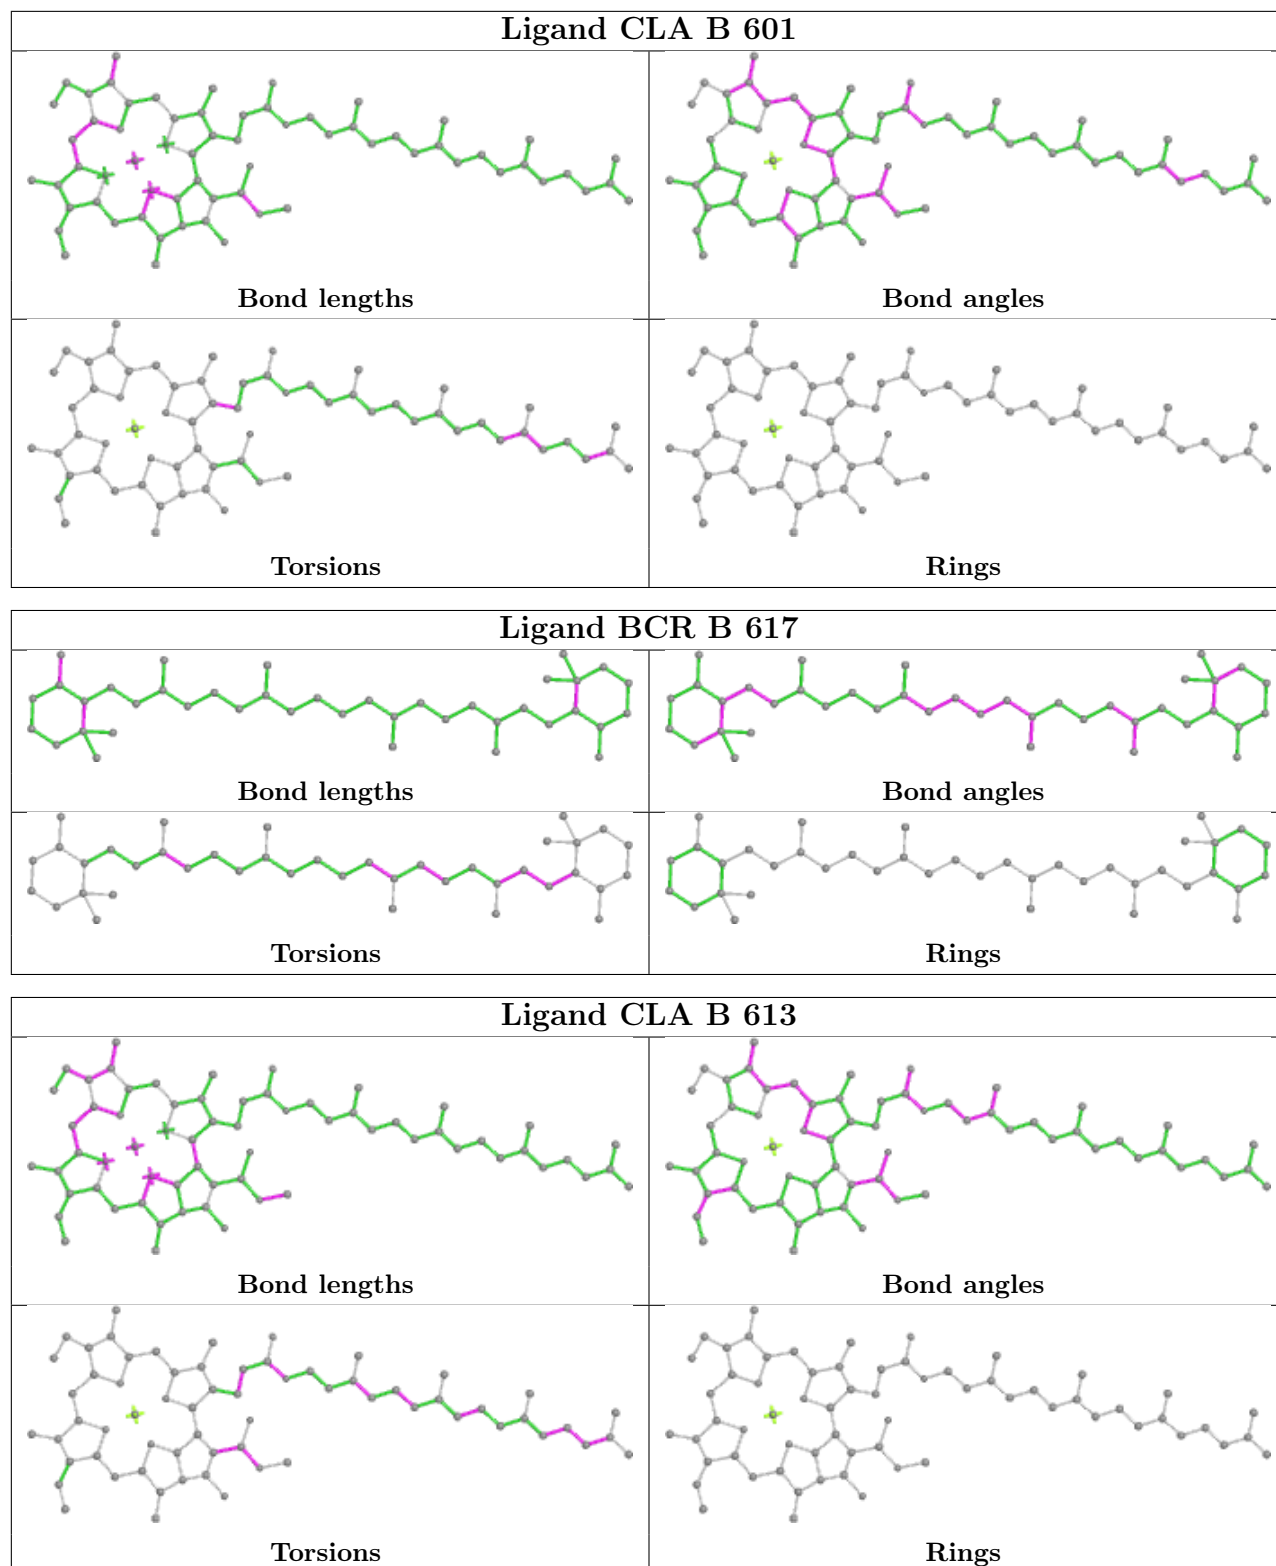 Ligand CLA B 601
Bond lengths
Bond angles
Torsions
Rings
Ligand BCR B 617
Bond lengths
Bond angles
Torsions
Rings
Ligand CLA B 613
Bond lengths
Bond angles
Torsions
Rings